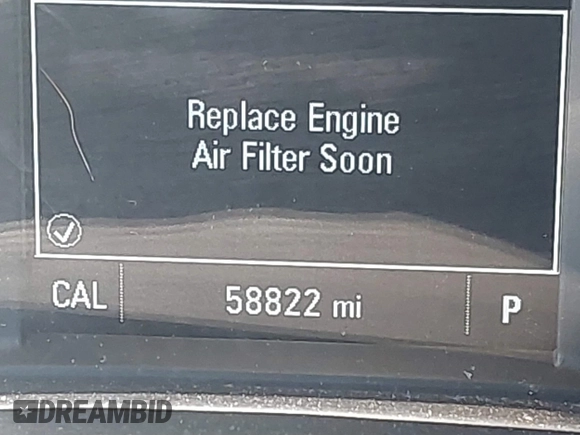 Replace Engine
Air Filter Soon
CAL 58822 mi P
DREAMBID